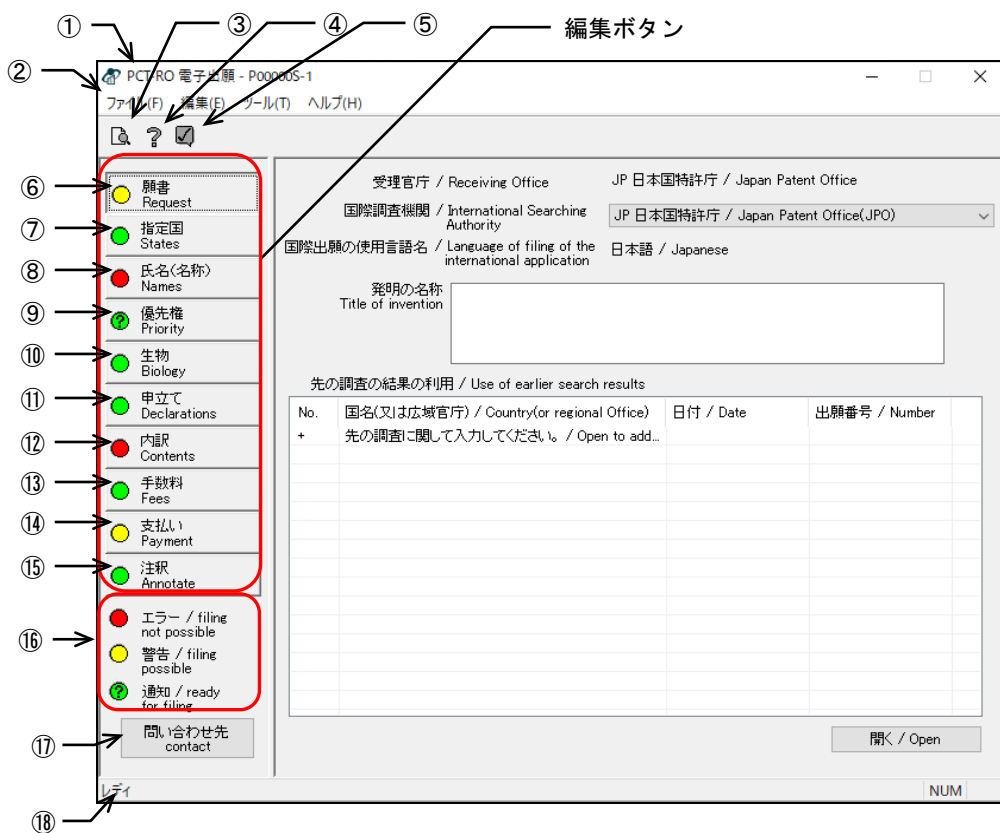 ① ③ ④ ⑤ 編集ボタン
②
PCT-RO 電子出願 - P00000S-1
ファイル(F) 編集(E) ツール(T) ヘルプ(H)
⑥ 願書
Request
⑦ 指定国
States
⑧ 氏名(名称)
Names
⑨ 優先権
Priority
⑩ 生物
Biology
⑪ 申立て
Declarations
⑫ 内訳
Contents
⑬ 手数料
Fees
⑭ 支払い
Payment
⑮ 注釈
Annotate
⑯ エラー / filing
not possible
警告 / filing
possible
? 通知 / ready
for filing
⑰ 問い合わせ先
contact
受理官庁 / Receiving Office JP 日本国特許庁 / Japan Patent Office
国際調査機関 / International Searching
Authority
JP 日本国特許庁 / Japan Patent Office(JPO)
国際出願の使用言語名 / Language of filing of the
international application
日本語 / Japanese
発明の名称
Title of invention
先の調査の結果の利用 / Use of earlier search results
No. 国名(又は広域官庁) / Country(or regional Office) 日付 / Date 出願番号 / Number
+ 先の調査に関して入力してください。 / Open to add...
開く / Open
レディ NUM
⑱